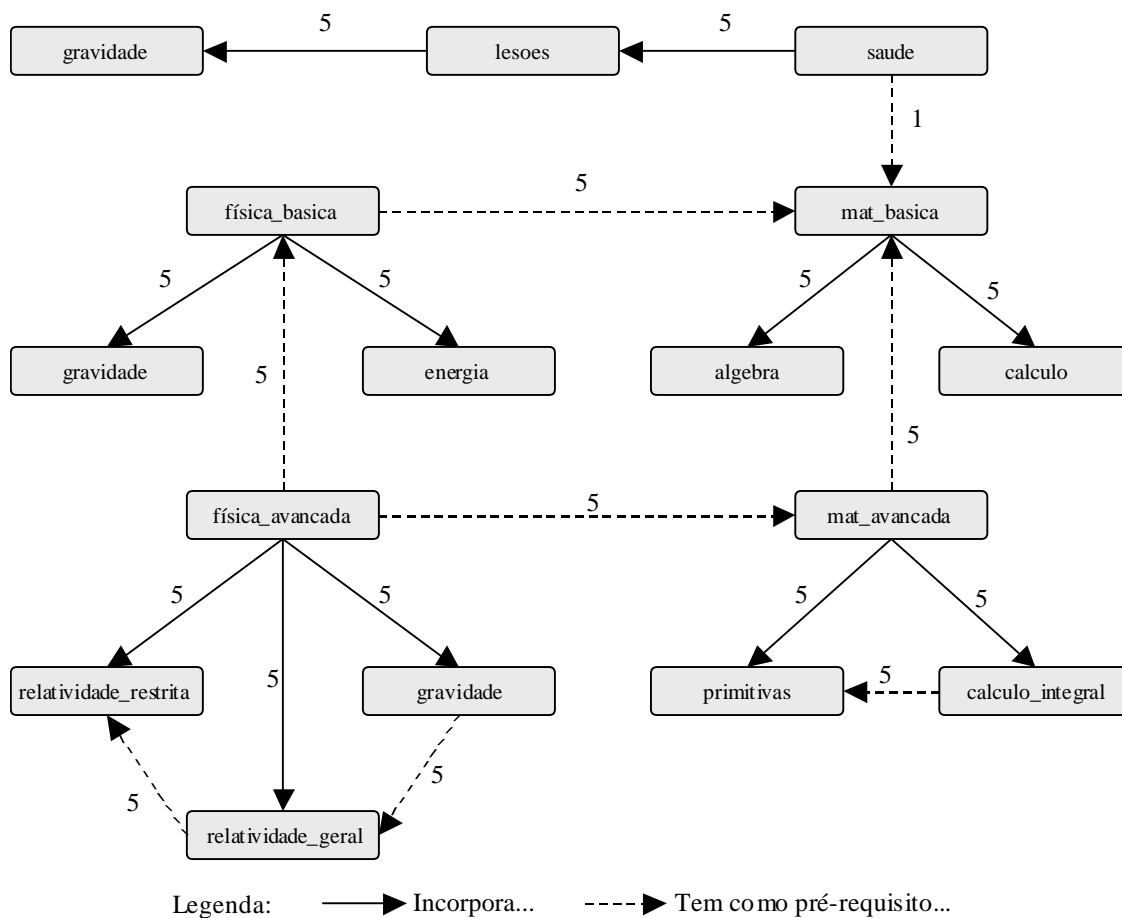 5
5
gravidade
lesoes
saude
1
5
física_basica
mat_basica
5
5
5
5
gravidade
5
energia
algebra
calculo
5
física_avancada
5
mat_avancada
5
5
5
5
5
relatividade_restrita
gravidade
primitivas
5
calculo_integral
5
5
relatividade_geral
Legenda:
Incorpora...
Tem como pré-requisito...